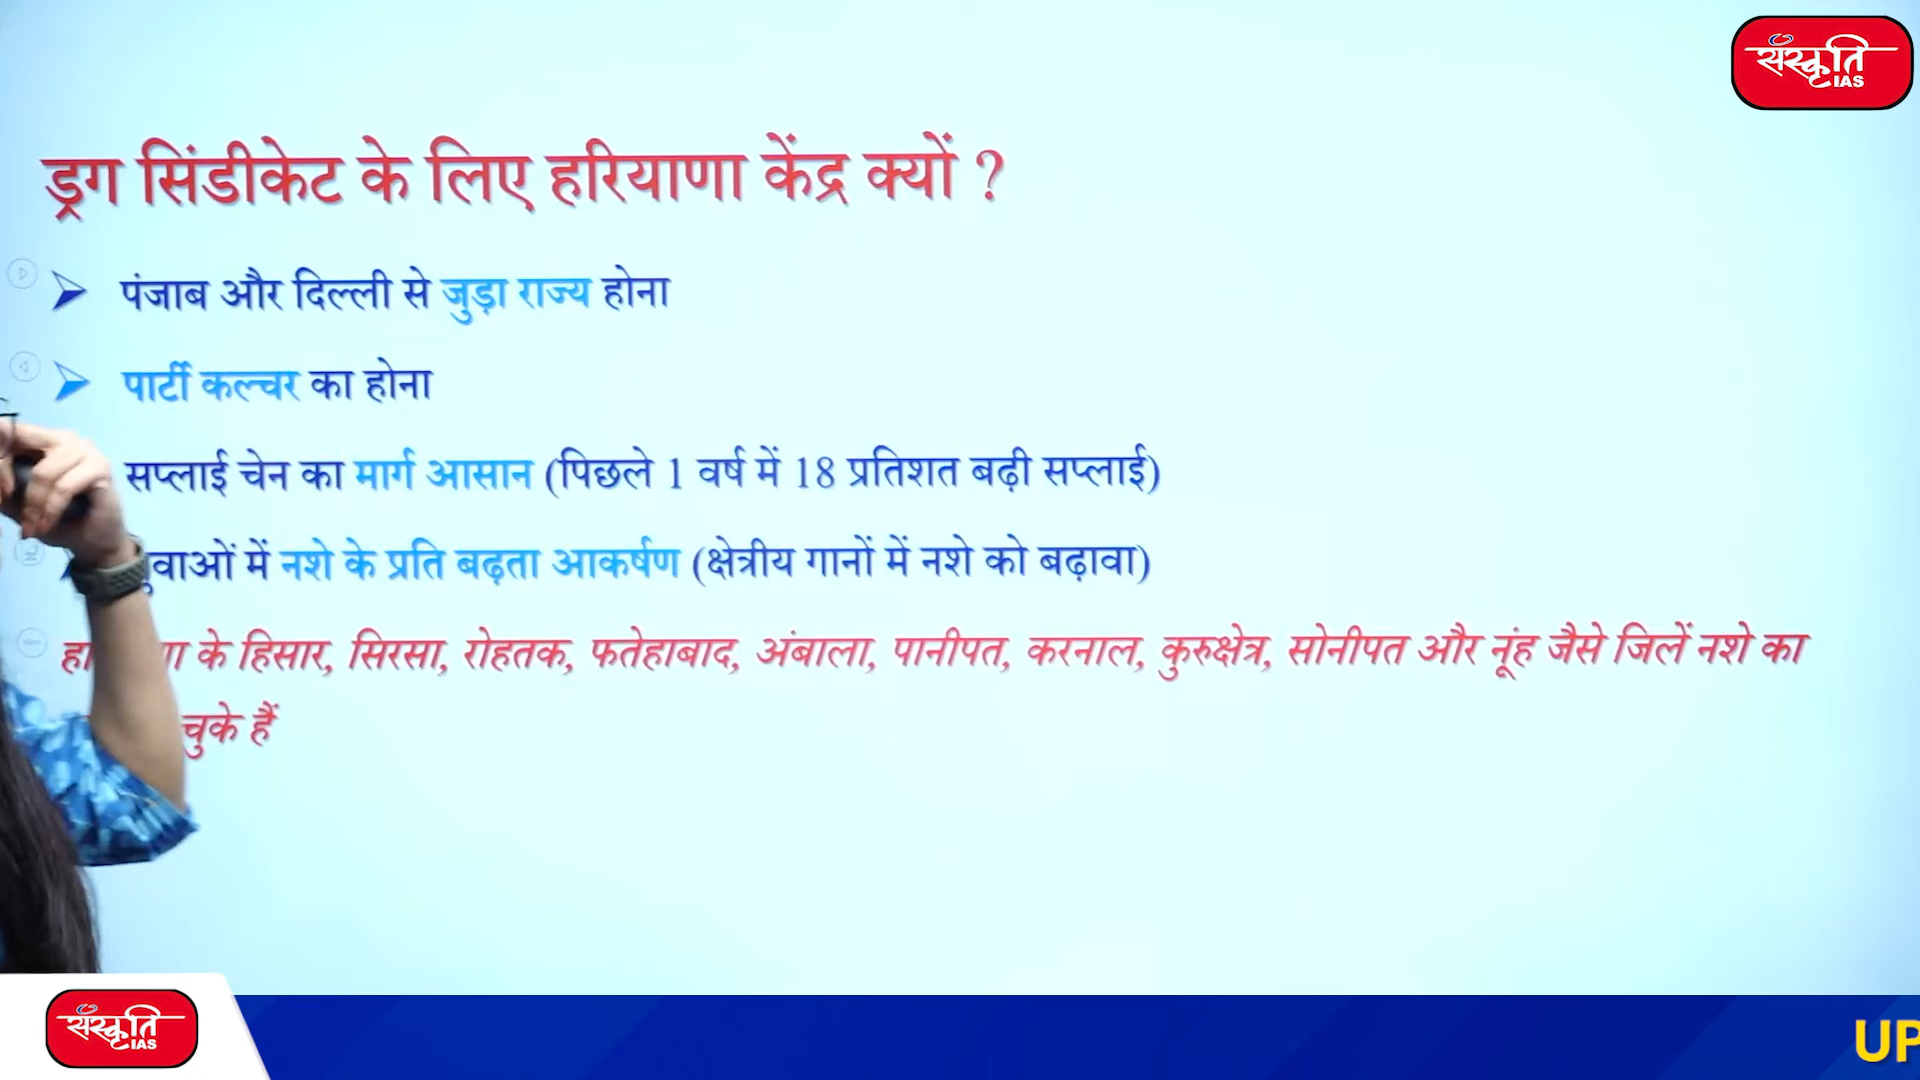 संस्कृति
IAS
ड्रग सिंडीकेट के लिए हरियाणा केंद्र क्यों ?
पंजाब और दिल्ली से जुड़ा राज्य होना
पार्टी कल्चर का होना
सप्लाई चेन का मार्ग आसान (पिछले 1 वर्ष में 18 प्रतिशत बढ़ी सप्लाई)
में नशे के प्रति बढ़ता आकर्षण (क्षेत्रीय गानों में नशे को बढ़ावा)
के हिसार, सिरसा, रोहतक, फतेहाबाद, अंबाला, पानीपत, करनाल, कुरुक्षेत्र, सोनीपत और नूंह जैसे जिलें नशे का
चुके हैं
संस्कृति
IAS
UP